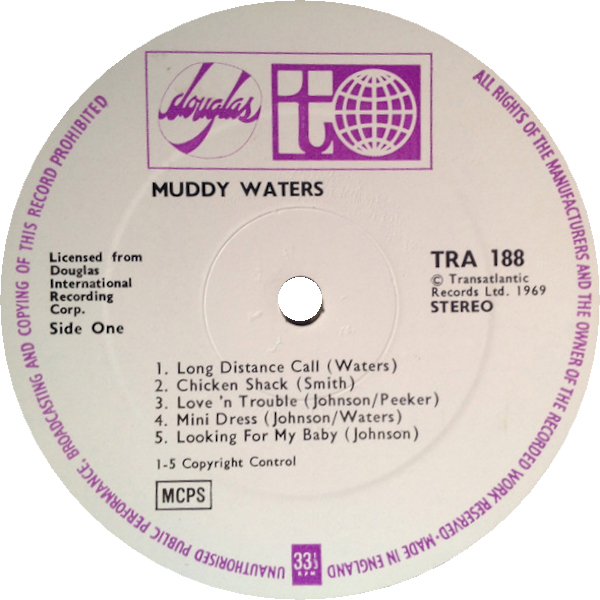 douglas
MUDDY WATERS
Licensed from
Douglas
International
Recording
Corp.
Side One
TRA 188
© Transatlantic
Records Ltd. 1969
STEREO
1. Long Distance Call (Waters)
2. Chicken Shack (Smith)
3. Love 'n Trouble (Johnson/Peeker)
4. Mini Dress (Johnson/Waters)
5. Looking For My Baby (Johnson)
1-5 Copyright Control
MCPS
ALL RIGHTS OF THE MANUFACTURERS AND THE OWNER OF THE RECORDED WORK RESERVED·MADE IN ENGLAND
33⅓
RPM
UNAUTHORISED PUBLIC PERFORMANCE, BROADCASTING AND COPYING OF THIS RECORD PROHIBITED